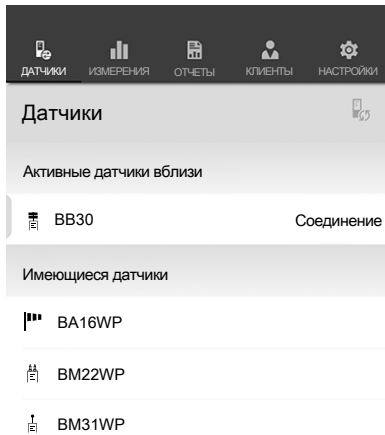 ДАТЧИКИ ИЗМЕРЕНИЯ ОТЧЕТЫ КЛИЕНТЫ НАСТРОЙКИ
Датчики
Активные датчики вблизи
BB30 Соединение
Имеющиеся датчики
BA16WP
BM22WP
BM31WP